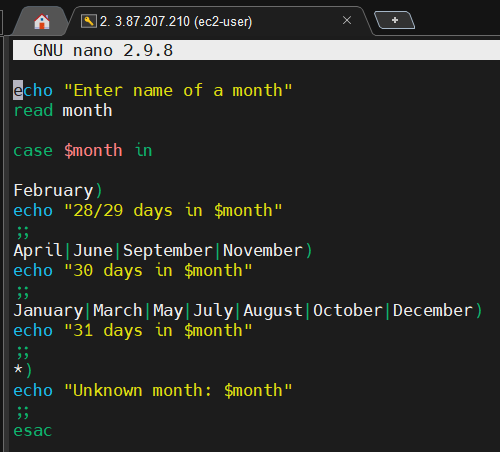 2. 3.87.207.210 (ec2-user)
GNU nano 2.9.8
echo "Enter name of a month"
read month
case $month in
February)
echo "28/29 days in $month"
;;
April|June|September|November)
echo "30 days in $month"
;;
January|March|May|July|August|October|December)
echo "31 days in $month"
;;
*)
echo "Unknown month: $month"
;;
esac